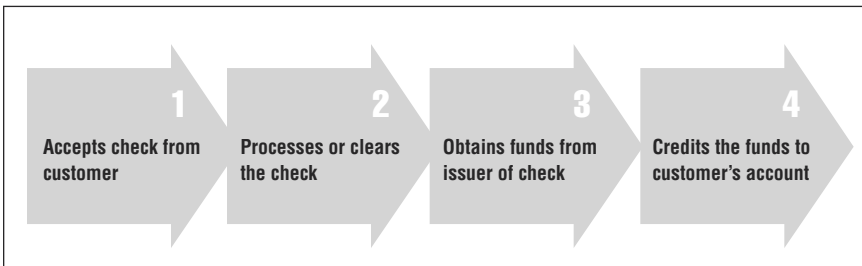 1
Accepts check from
customer
2
Processes or clears
the check
3
Obtains funds from
issuer of check
4
Credits the funds to
customer’s account